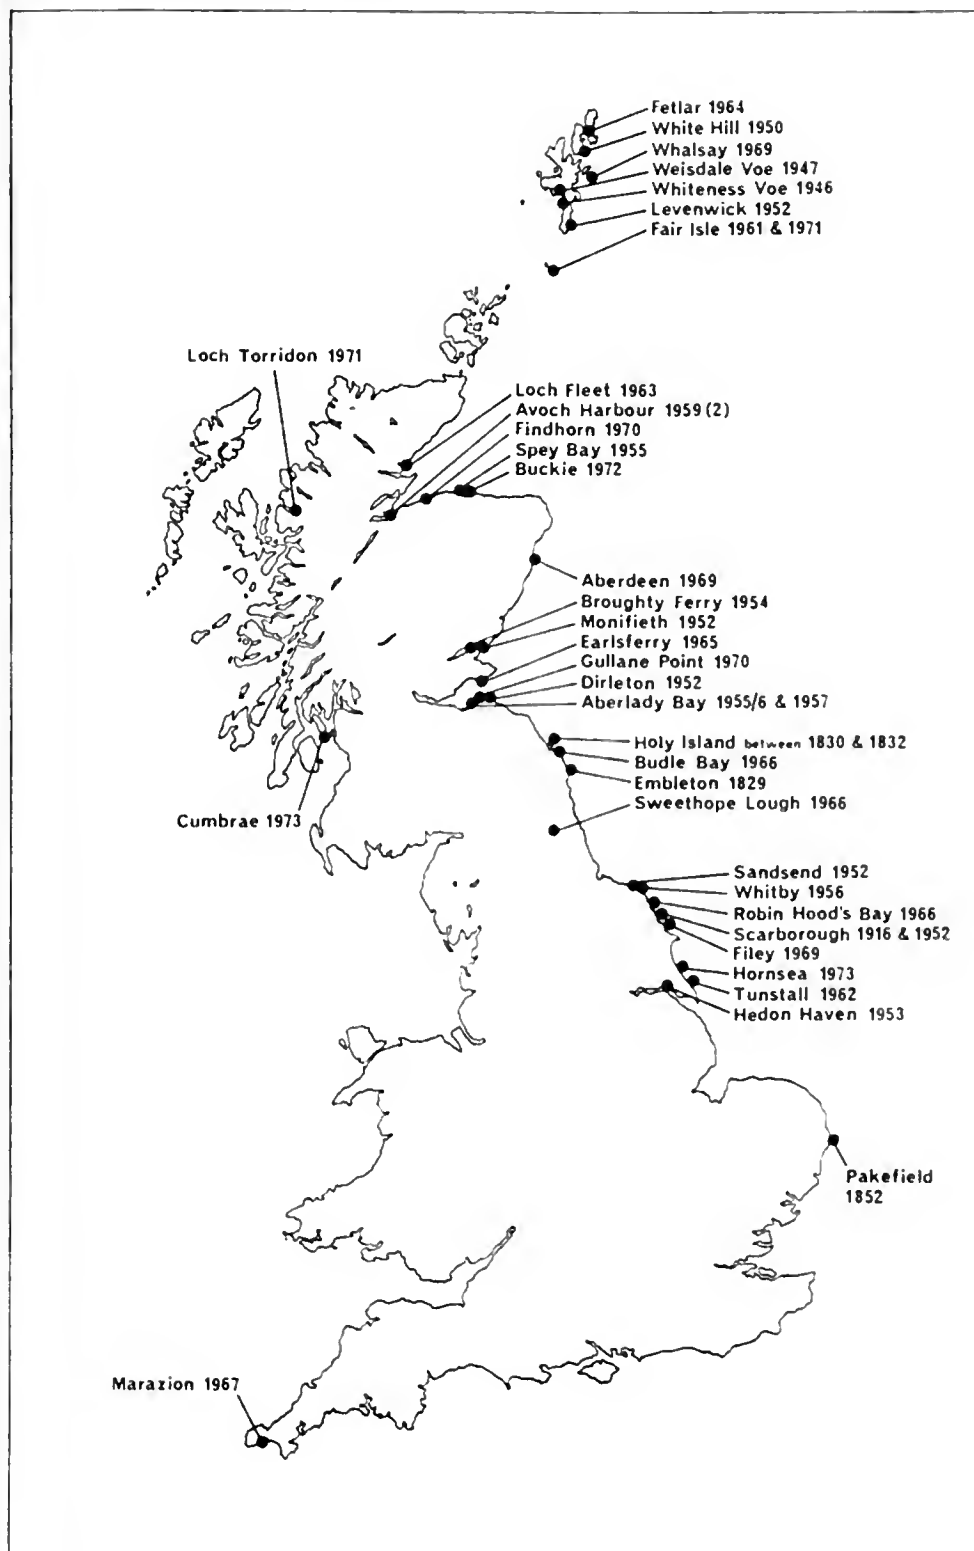 Fetlar 1964
White Hill 1950
Whalsay 1969
Weisdale Voe 1947
Whiteness Voe 1946
Levenwick 1952
Fair Isle 1961 & 1971
Loch Torridon 1971
Loch Fleet 1963
Avoch Harbour 1959 (2)
Findhorn 1970
Spey Bay 1955
Buckie 1972
Aberdeen 1969
Broughty Ferry 1954
Monifieth 1952
Earlsferry 1965
Gullane Point 1970
Dirleton 1952
Aberlady Bay 1955/6 & 1957
Holy Island between 1830 & 1832
Budle Bay 1966
Embleton 1829
Sweethope Lough 1966
Cumbrae 1973
Sandsend 1952
Whitby 1956
Robin Hood's Bay 1966
Scarborough 1916 & 1952
Filey 1969
Hornsea 1973
Tunstall 1962
Hedon Haven 1953
Pakefield
1852
Marazion 1967